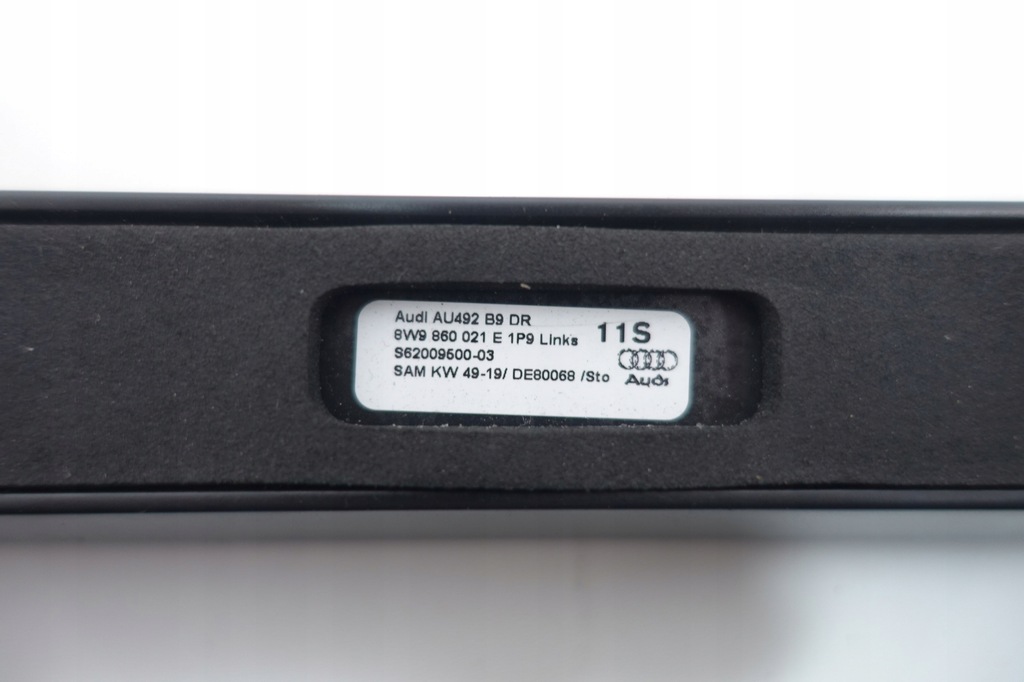 Audi AU492 B9 DR
8W9 860 021 E 1P9 Links 11S
S62009500-03
SAM KW 49-19/ DE80068 /Sto
Audi